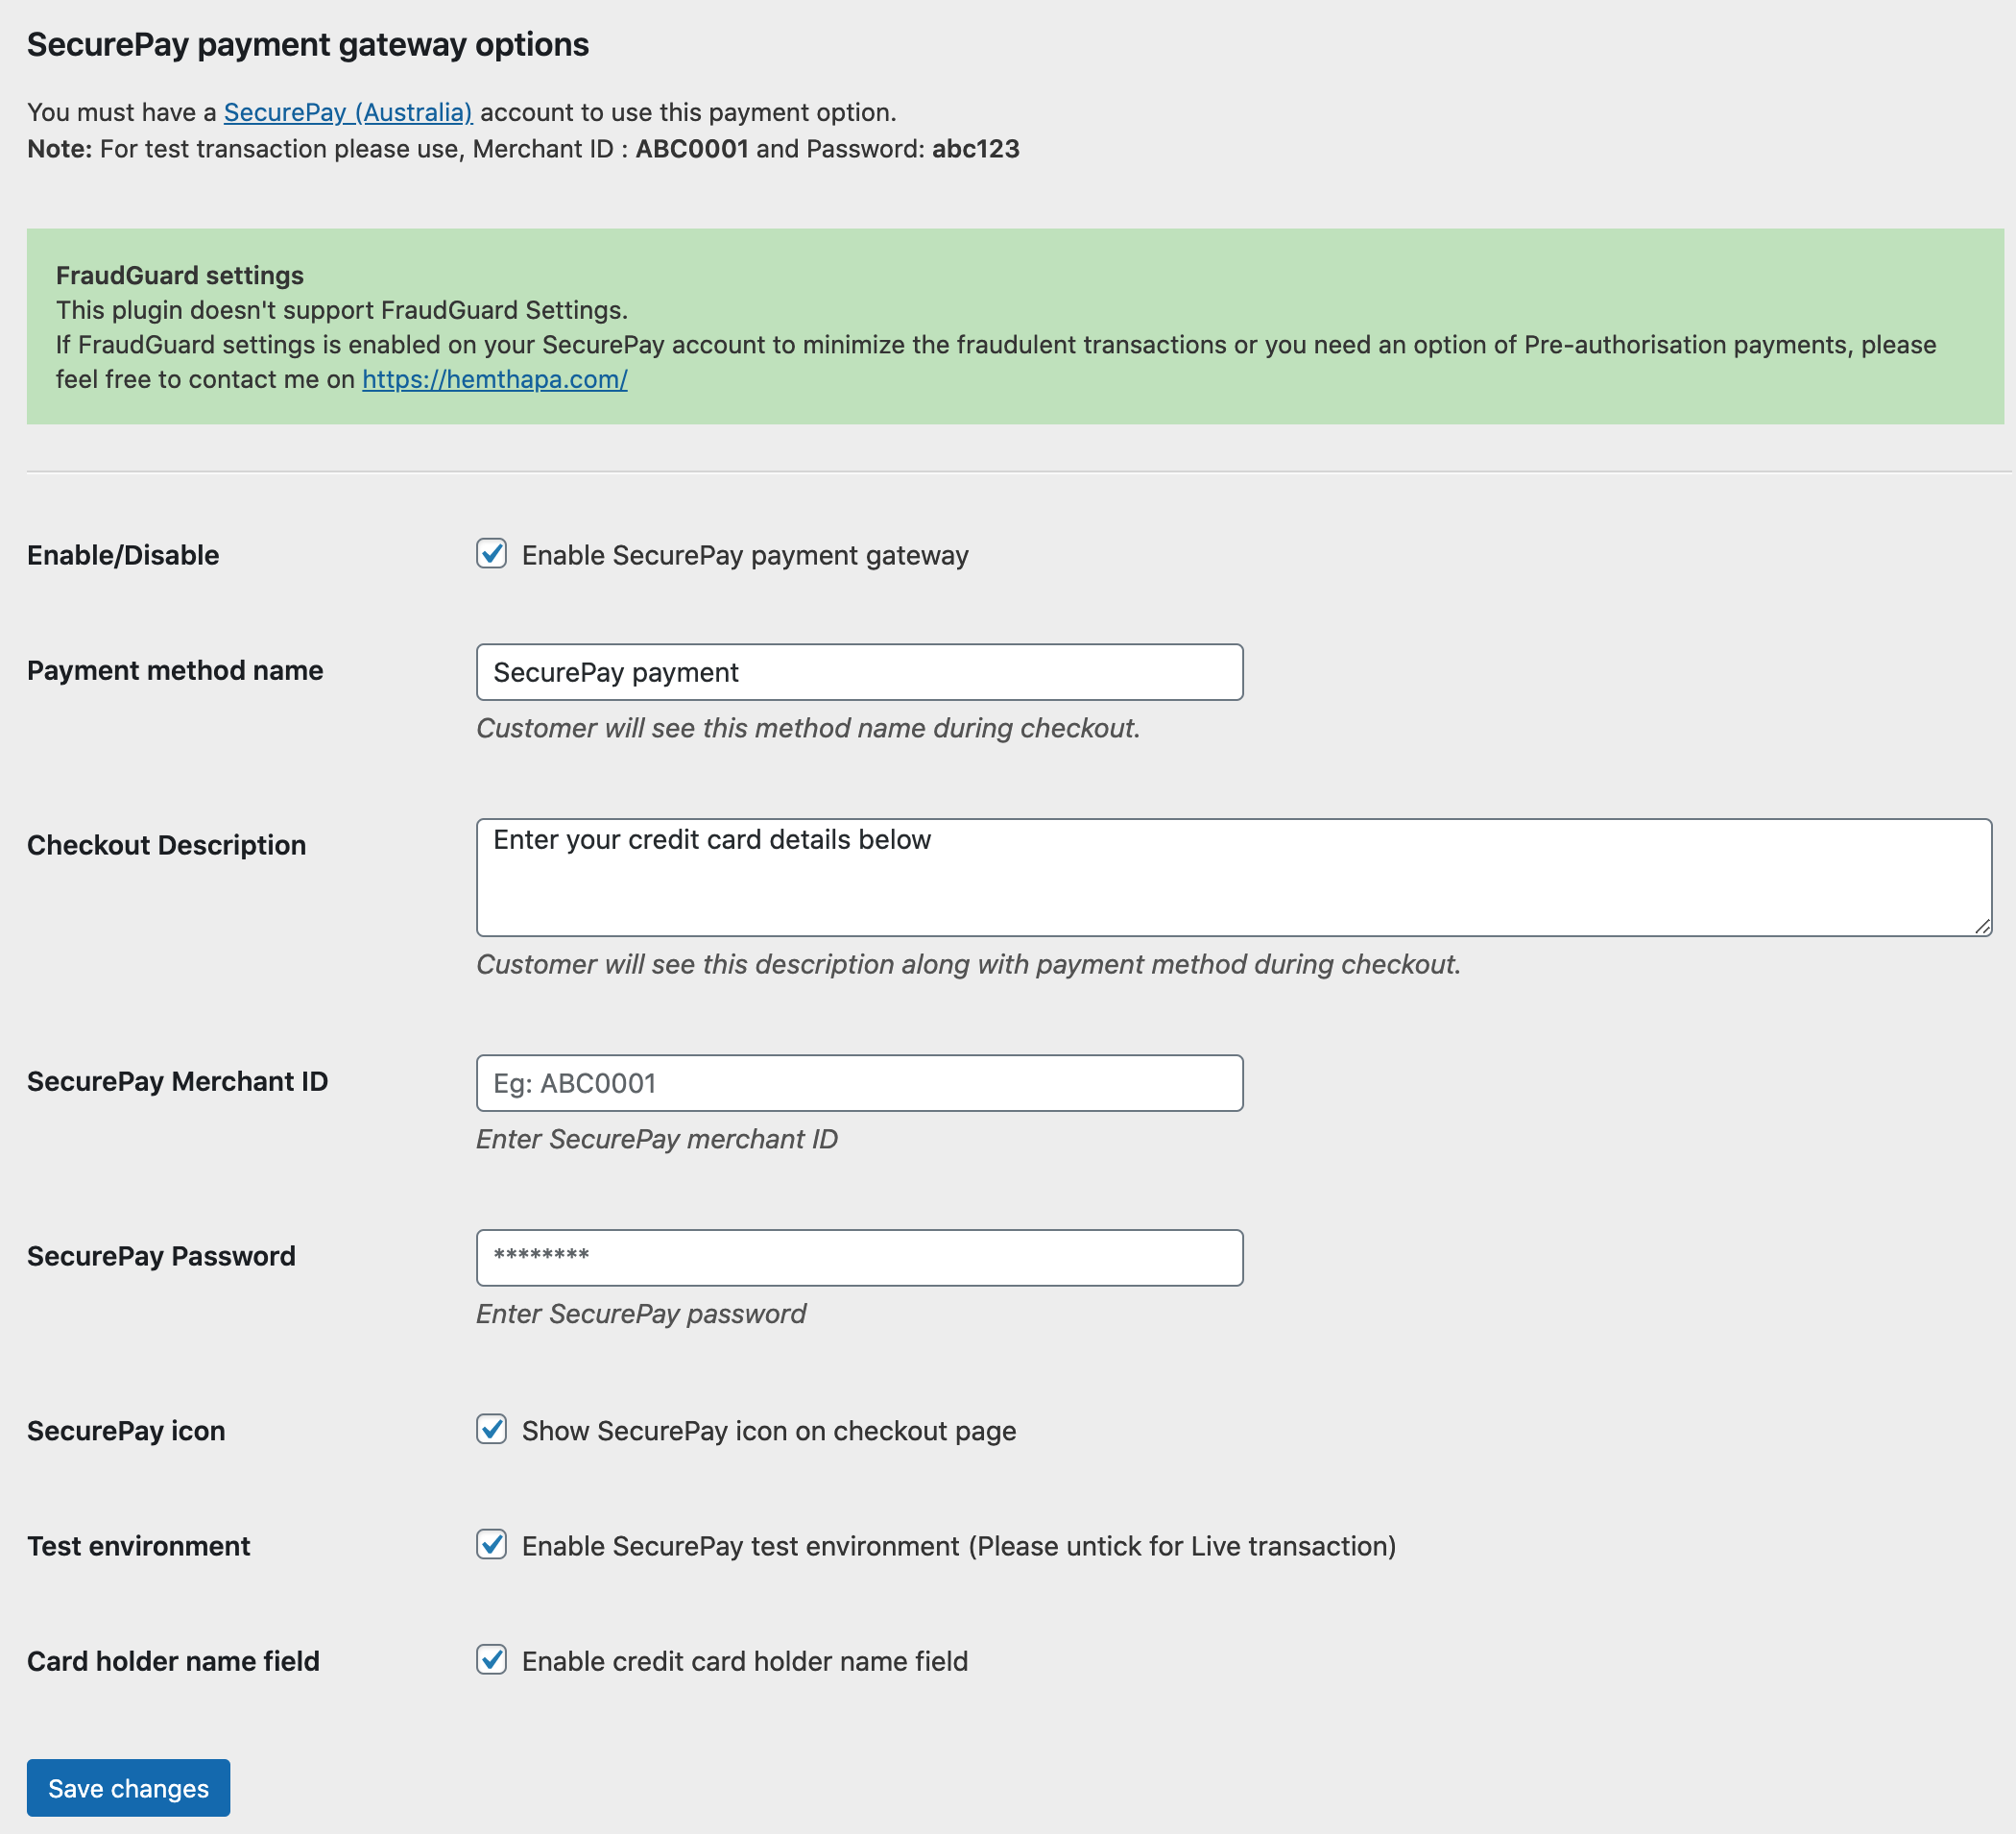 SecurePay payment gateway options
You must have a SecurePay (Australia) account to use this payment option.
Note: For test transaction please use, Merchant ID : ABC0001 and Password: abc123
FraudGuard settings
This plugin doesn't support FraudGuard Settings.
If FraudGuard settings is enabled on your SecurePay account to minimize the fraudulent transactions or you need an option of Pre-authorisation payments, please
feel free to contact me on https://hemthapa.com/
Enable/Disable
Enable SecurePay payment gateway
Payment method name
SecurePay payment
Customer will see this method name during checkout.
Checkout Description
Enter your credit card details below
Customer will see this description along with payment method during checkout.
SecurePay Merchant ID
Eg: ABC0001
Enter SecurePay merchant ID
SecurePay Password
********
Enter SecurePay password
SecurePay icon
Show SecurePay icon on checkout page
Test environment
Enable SecurePay test environment (Please untick for Live transaction)
Card holder name field
Enable credit card holder name field
Save changes